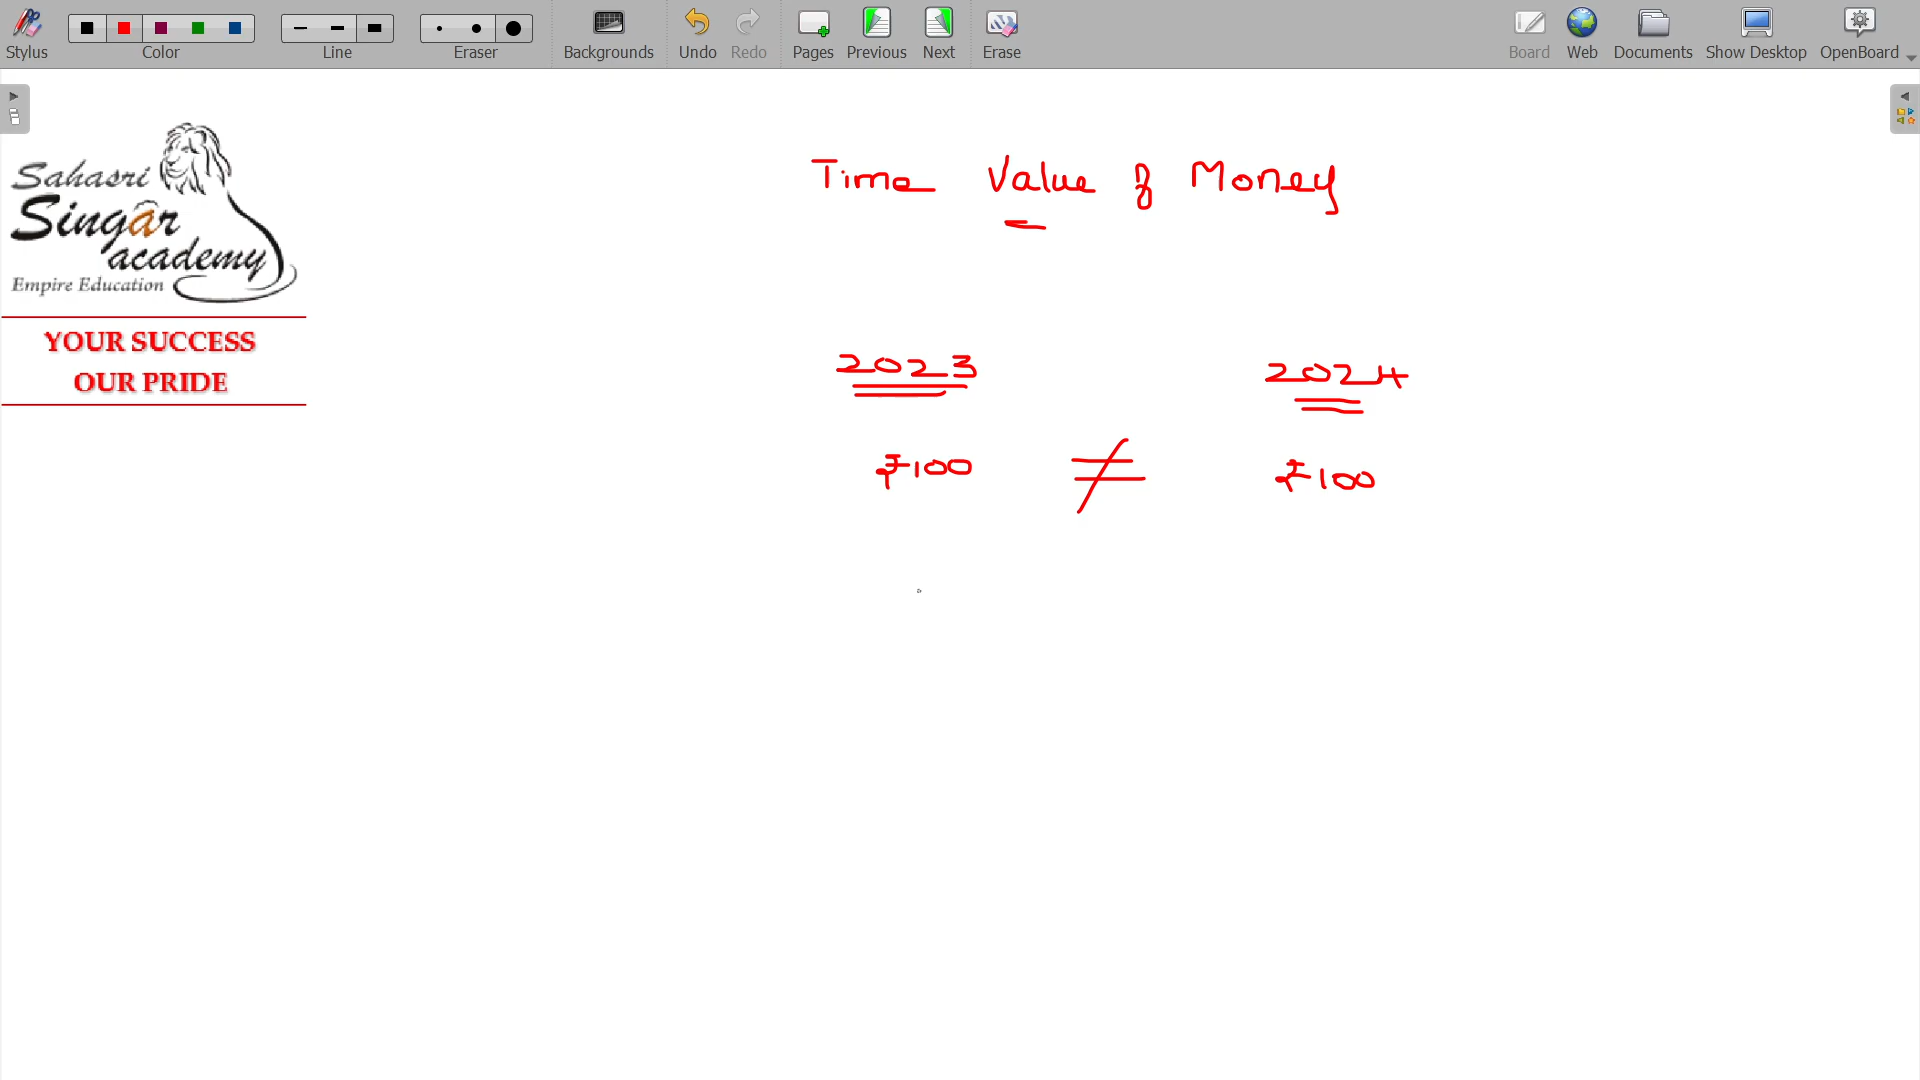 Stylus Color Line Eraser Backgrounds Undo Redo Pages Previous Next Erase Board Web Documents Show Desktop OpenBoard
Sahasri
Singar
academy
Empire Education
YOUR SUCCESS
OUR PRIDE
Time Value of Money
2023 2024
₹100 ≠ ₹100